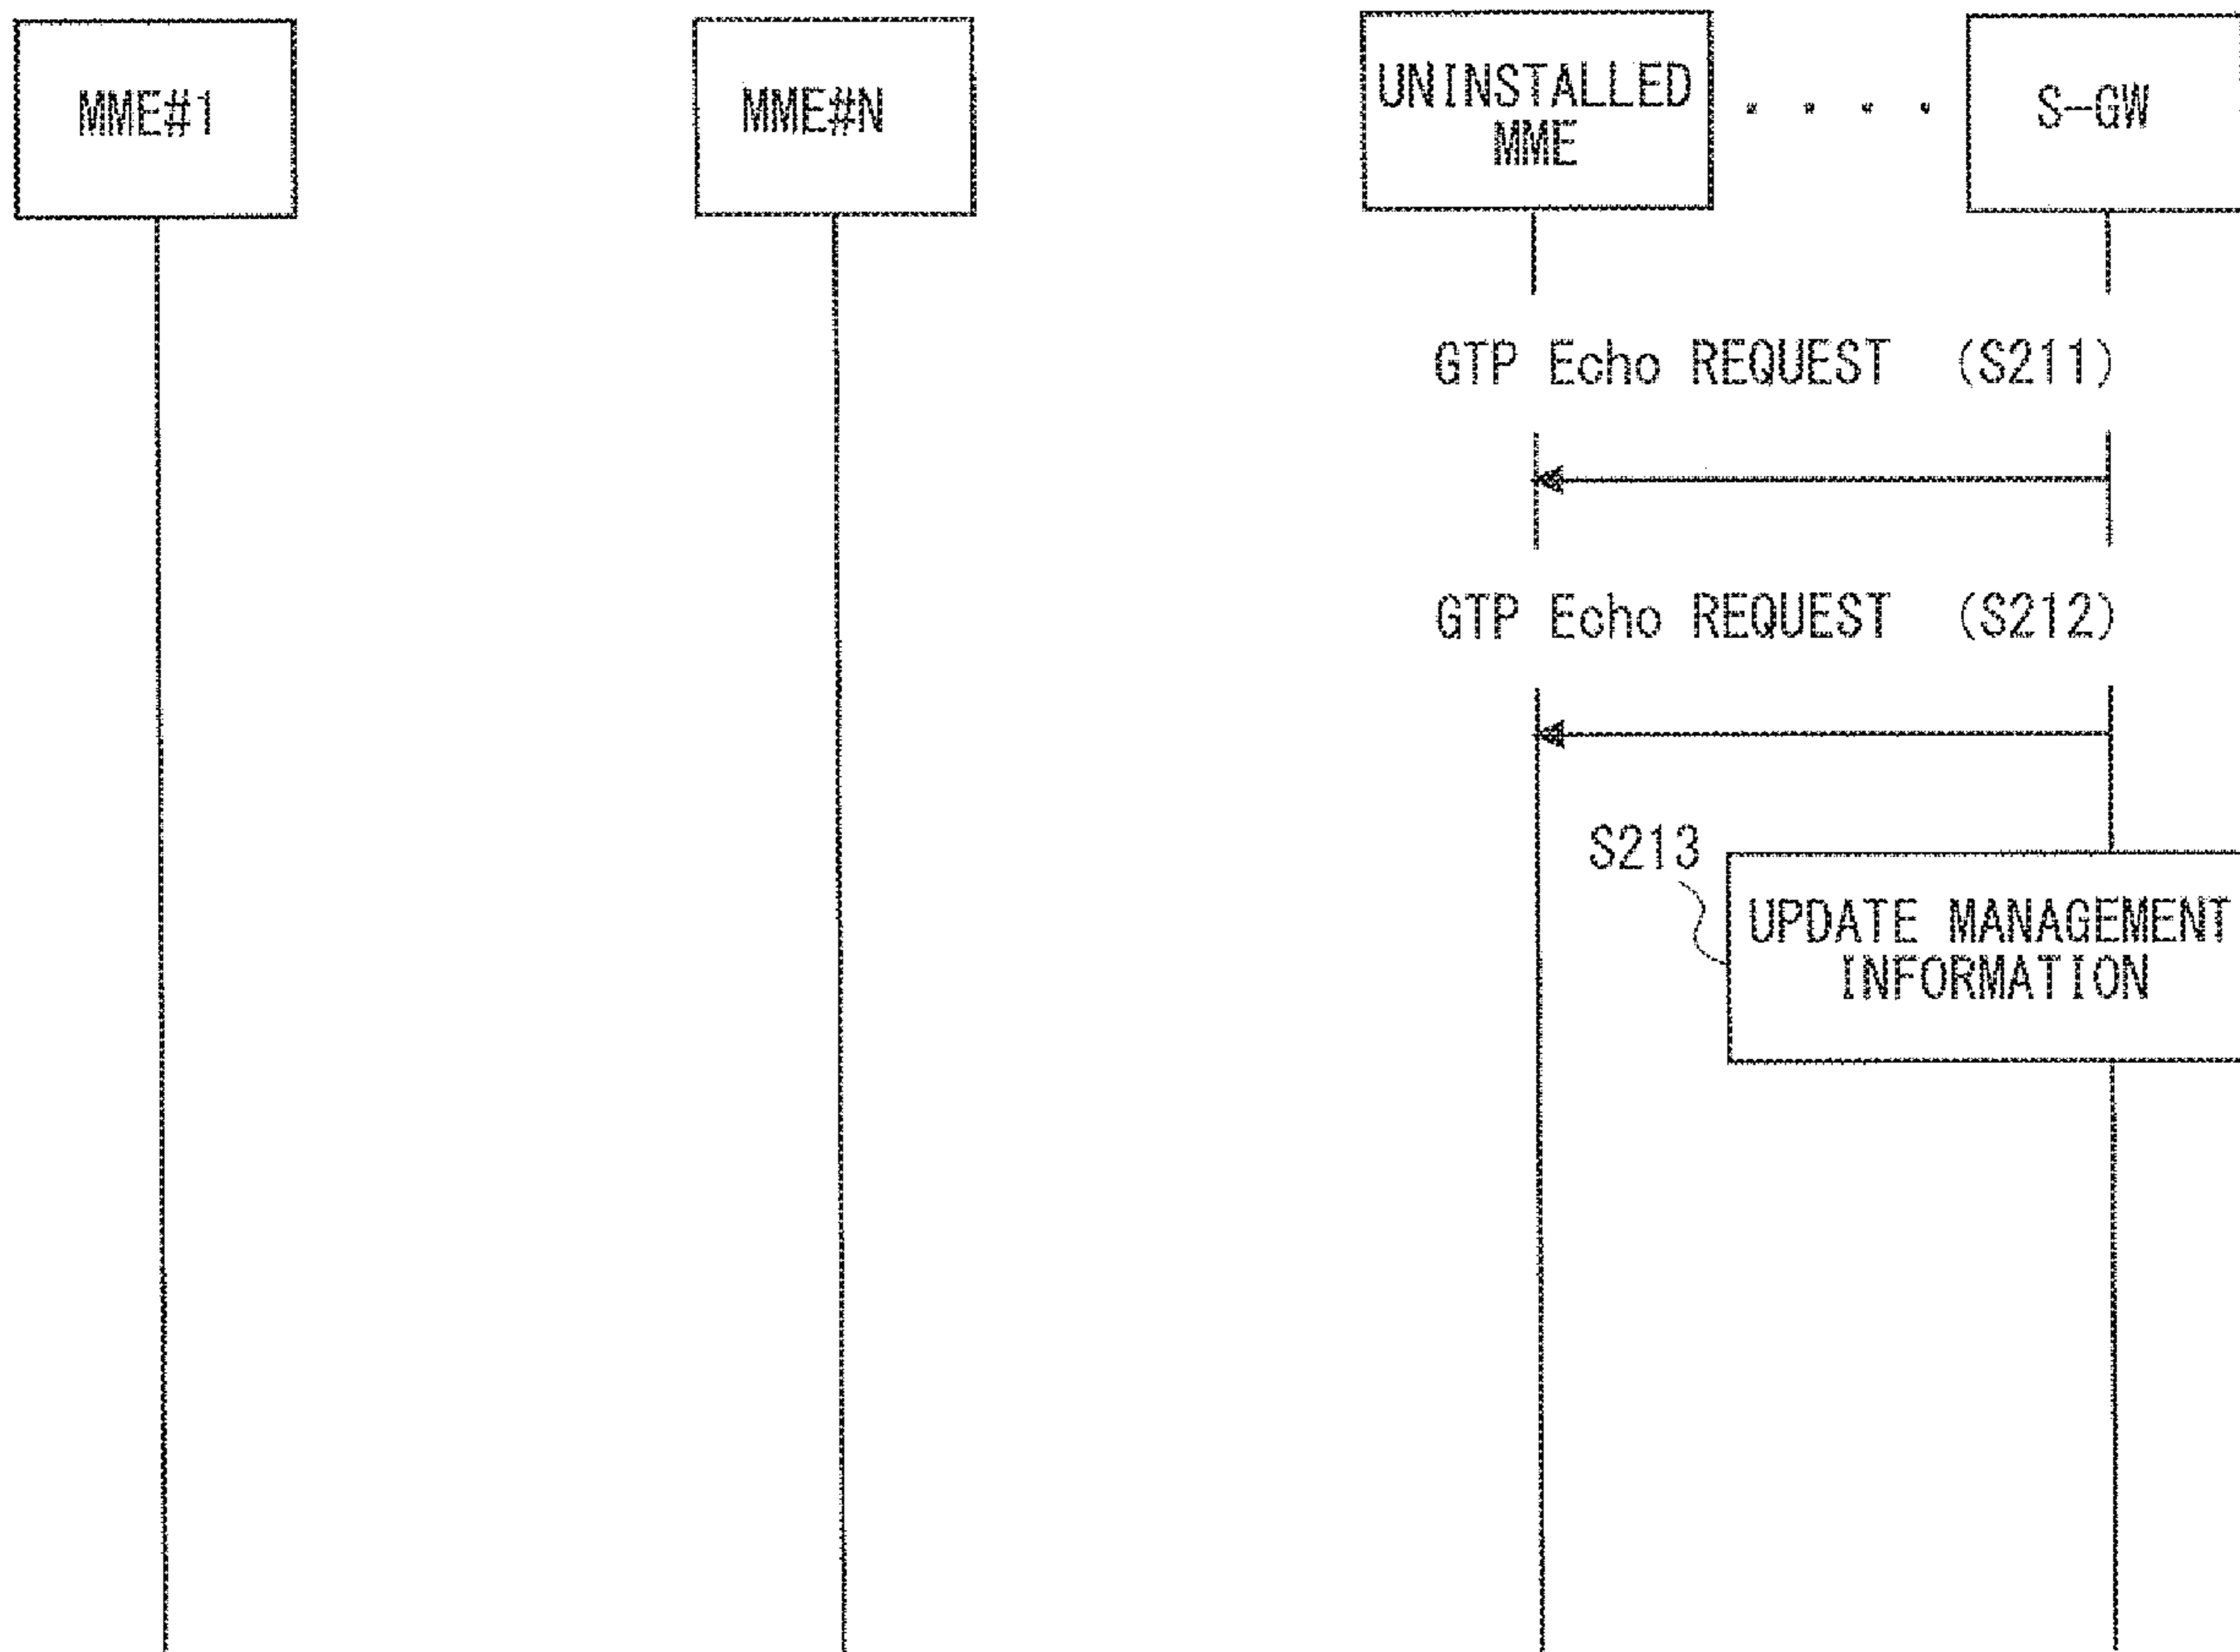 MME#1
MME#N
UNINSTALLED
MME
S-GW
GTP Echo REQUEST (S211)
GTP Echo REQUEST (S212)
S213
UPDATE MANAGEMENT
INFORMATION